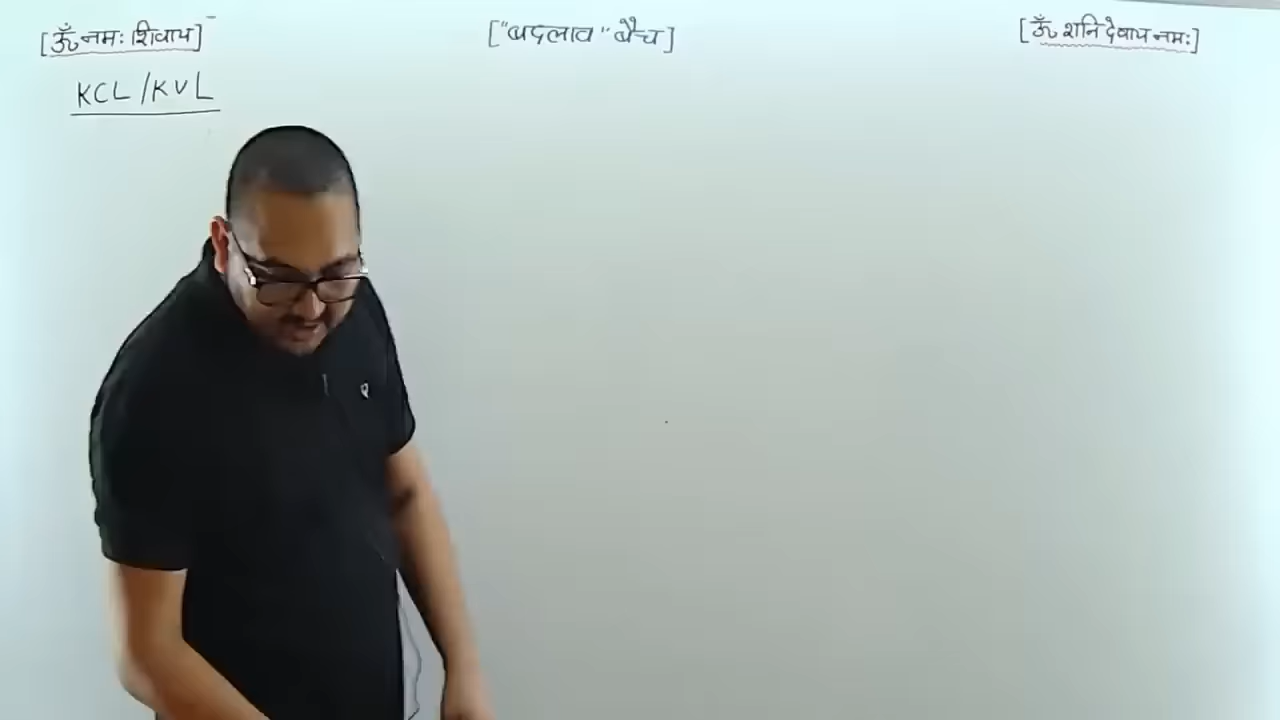 [ॐ नमः शिवाय]
["बदलाव" बैच]
[ॐ शनि देवाय नमः]
KCL/KVL